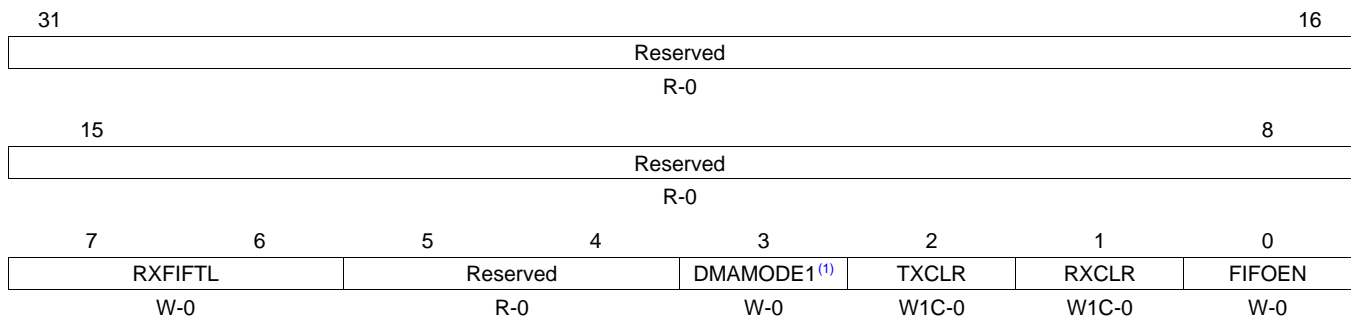 31 16
Reserved
R-0
15 8
Reserved
R-0
7 6 5 4 3 2 1 0
RXFIFTL Reserved DMAMODE1(1) TXCLR RXCLR FIFOEN
W-0 R-0 W-0 W1C-0 W1C-0 W-0